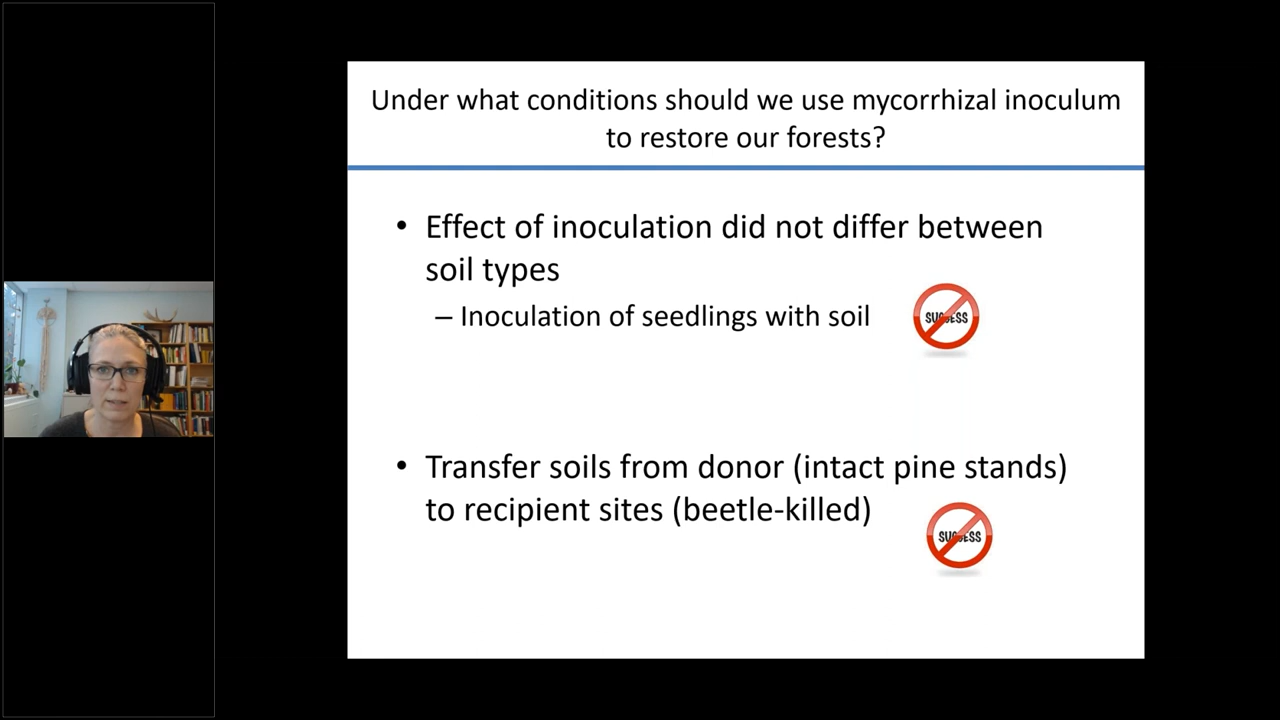 Under what conditions should we use mycorrhizal inoculum
to restore our forests?
• Effect of inoculation did not differ between
soil types
– Inoculation of seedlings with soil
SUCCESS
• Transfer soils from donor (intact pine stands)
to recipient sites (beetle-killed)
SUCCESS